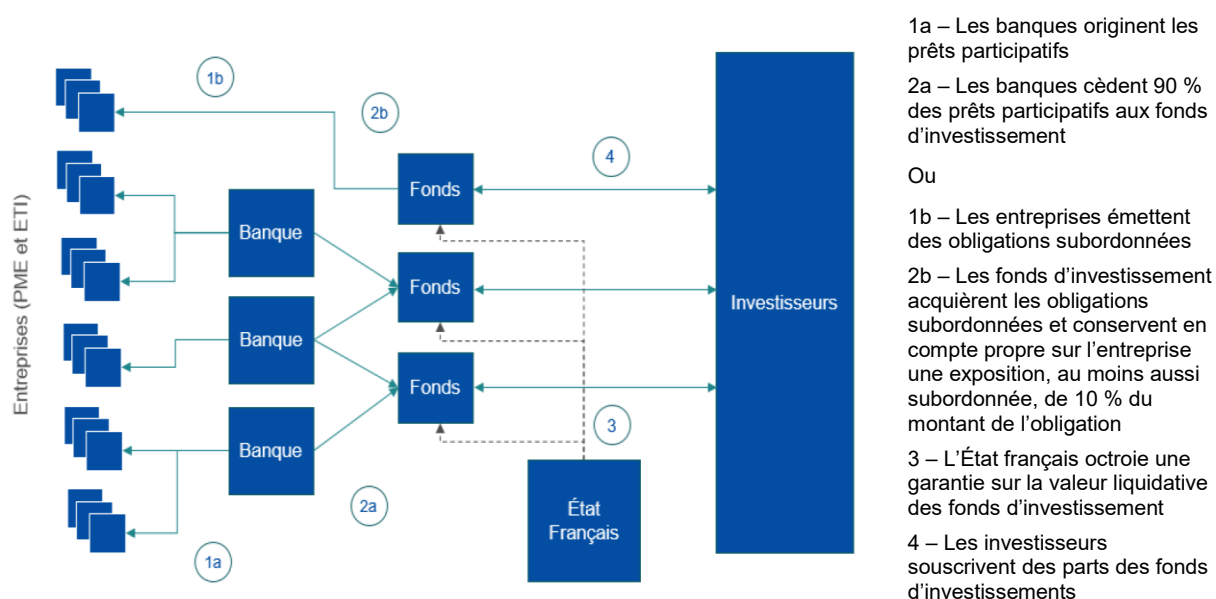 Entreprises (PME et ETI)
1b
2b
4
Fonds
Banque
Fonds
Banque
Investisseurs
Fonds
3
Banque
2a
État
Français
1a
1a – Les banques originent les
prêts participatifs
2a – Les banques cèdent 90 %
des prêts participatifs aux fonds
d’investissement
Ou
1b – Les entreprises émettent
des obligations subordonnées
2b – Les fonds d’investissement
acquièrent les obligations
subordonnées et conservent en
compte propre sur l’entreprise
une exposition, au moins aussi
subordonnée, de 10 % du
montant de l’obligation
3 – L’État français octroie une
garantie sur la valeur liquidative
des fonds d’investissement
4 – Les investisseurs
souscrivent des parts des fonds
d’investissements